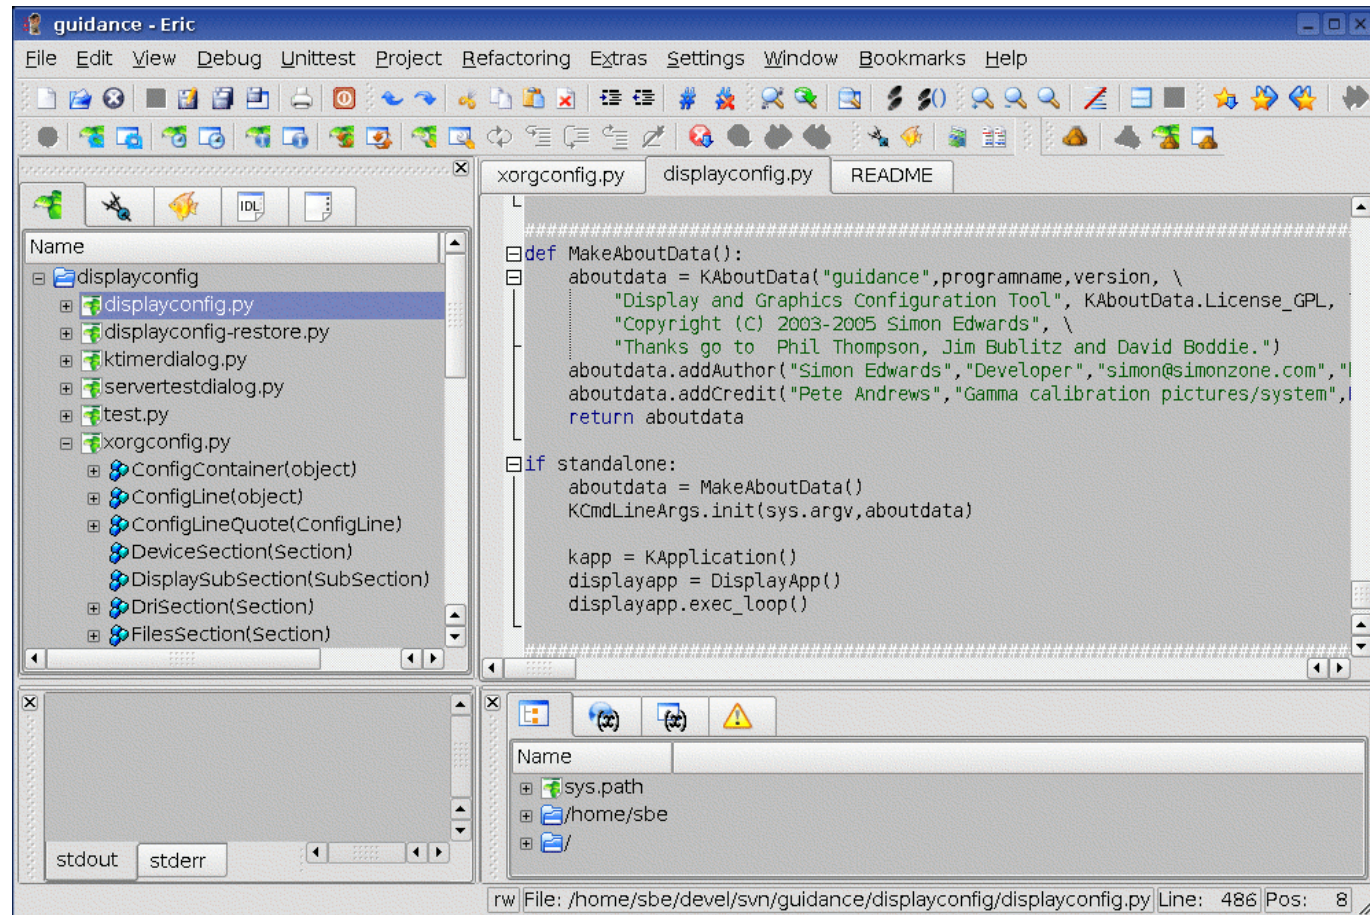 guidance - Eric
File Edit View Debug Unittest Project Refactoring Extras Settings Window Bookmarks Help
xorgconfig.py displayconfig.py README
IDL
Name
displayconfig
displayconfig.py
displayconfig-restore.py
ktimerdialog.py
servertestdialog.py
test.py
xorgconfig.py
ConfigContainer(object)
ConfigLine(object)
ConfigLineQuote(ConfigLine)
DeviceSection(Section)
DisplaySubSection(SubSection)
DriSection(Section)
FilesSection(Section)
def MakeAboutData():
aboutdata = KAboutData("guidance",programname,version, \
"Display and Graphics Configuration Tool", KAboutData.License_GPL,
"Copyright (C) 2003-2005 Simon Edwards", \
"Thanks go to  Phil Thompson, Jim Bublitz and David Boddie.")
aboutdata.addAuthor("Simon Edwards","Developer","simon@simonzone.com","
aboutdata.addCredit("Pete Andrews","Gamma calibration pictures/system",
return aboutdata
if standalone:
aboutdata = MakeAboutData()
KCmdLineArgs.init(sys.argv,aboutdata)
kapp = KApplication()
displayapp = DisplayApp()
displayapp.exec_loop()
stdout stderr
(x) (x)
Name
sys.path
/home/sbe
/
rw File: /home/sbe/devel/svn/guidance/displayconfig/displayconfig.py Line: 486 Pos: 8